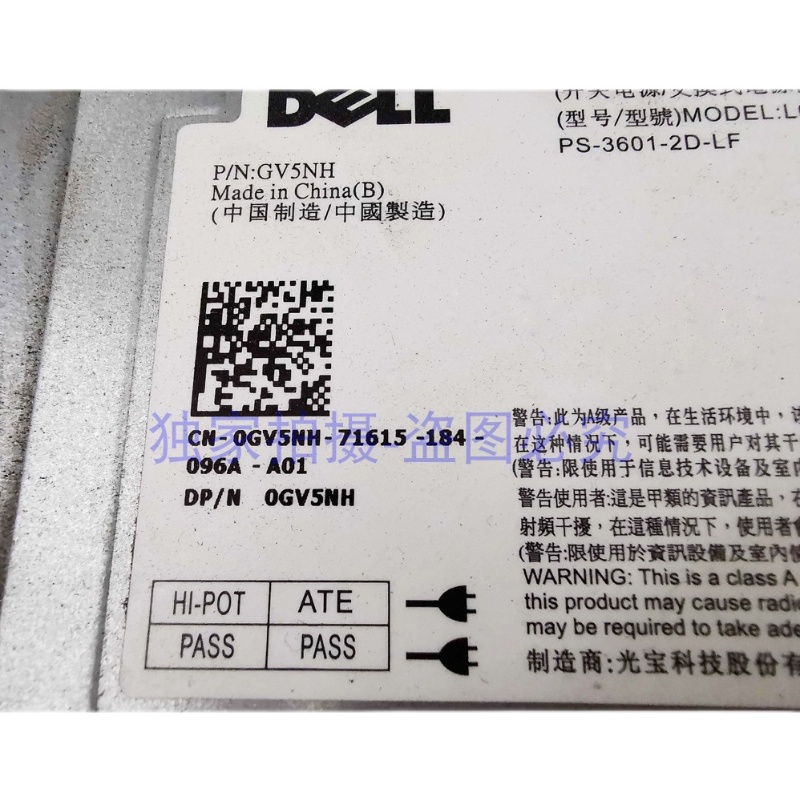 DELL
(开关电源/交换式电源
(型号/型號)MODEL:L
PS-3601-2D-LF
P/N:GV5NH
Made in China(B)
(中国制造/中國製造)
独家拍摄-盗图必究
CN-0GV5NH-71615-184-
096A-A01
DP/N 0GV5NH
警告:此为A级产品，在生活环境中，
在这种情况下，可能需要用户对其干
(警告:限使用于信息技术设备及室内
警告使用者:這是甲類的資訊產品，在
射頻干擾，在這種情況下，使用者會
(警告:限使用於資訊設備及室內使
WARNING: This is a class A
this product may cause radi
may be required to take ade
制造商:光宝科技股份有
HI-POT ATE
PASS PASS